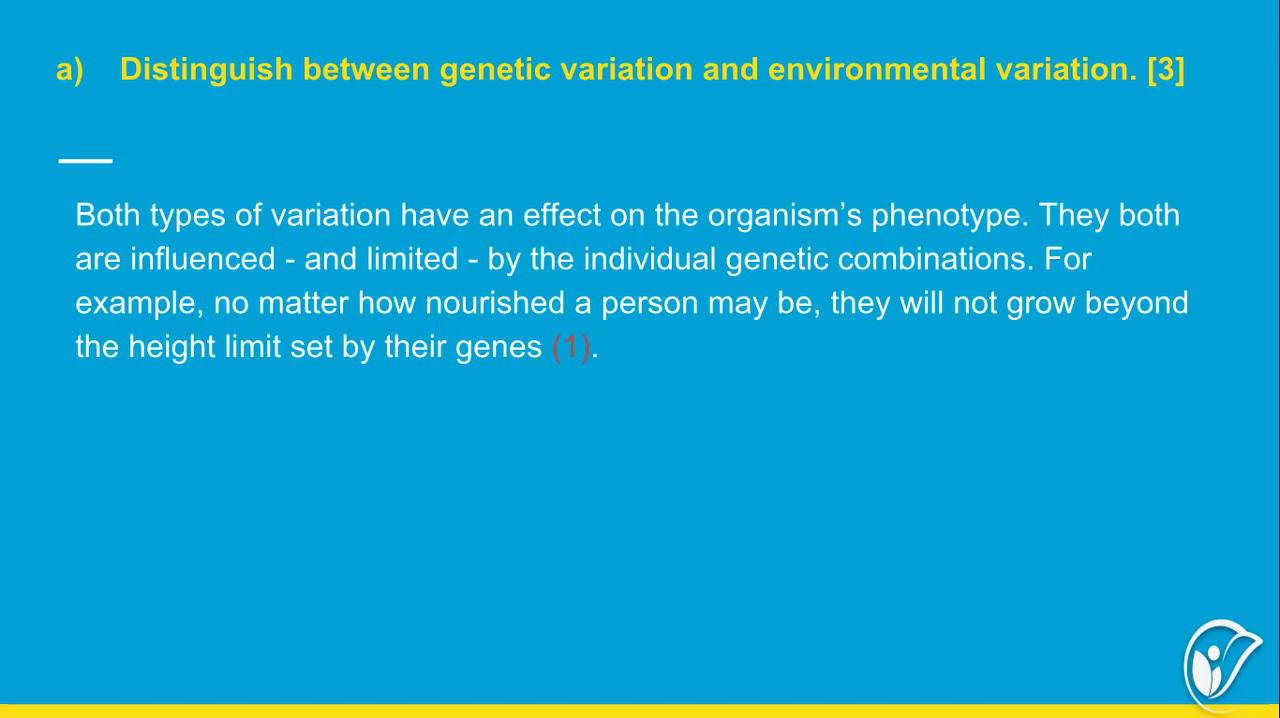 a) Distinguish between genetic variation and environmental variation. [3]
Both types of variation have an effect on the organism’s phenotype. They both
are influenced - and limited - by the individual genetic combinations. For
example, no matter how nourished a person may be, they will not grow beyond
the height limit set by their genes (1).